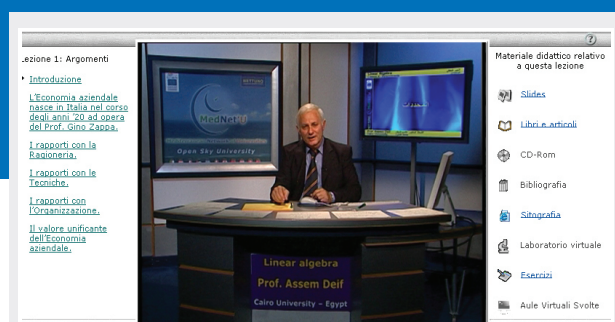 Lezione 1: Argomenti
Introduzione
L'Economia aziendale
nasce in Italia nel corso
degli anni '20 ad opera
del Prof. Gino Zappa.
I rapporti con la
Ragioneria.
I rapporti con le
Tecniche.
I rapporti con
l'Organizzazione.
Il valore unificante
dell'Economia
aziendale.
MedNet'U
Open Sky University
Linear algebra
Prof. Assem Deif
Cairo University - Egypt
?
Materiale didattico relativo
a questa lezione
Slides
Libri e articoli
CD-Rom
Bibliografia
Sitografia
Laboratorio virtuale
Esercizi
Aule Virtuali Svolte